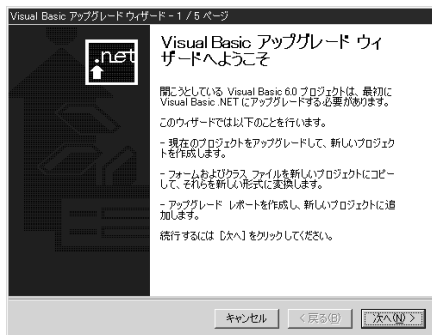 Visual Basic アップグレード ウィザード - 1 / 5 ページ
.net
Visual Basic アップグレード ウィ
ザードへようこそ
開こうとしている Visual Basic 6.0 プロジェクトは、最初に
Visual Basic .NET にアップグレードする必要があります。
このウィザードでは以下のことを行います。
- 現在のプロジェクトをアップグレードして、新しいプロジェク
トを作成します。
- フォームおよびクラス ファイルを新しいプロジェクトにコピー
して、それらを新しい形式に変換します。
- アップグレード レポートを作成し、新しいプロジェクトに追
加します。
続行するには [次へ] をクリックしてください。
キャンセル
< 戻る(B)
次へ(N) >